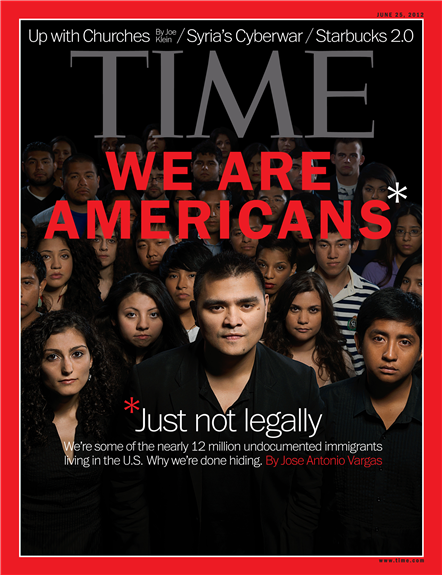 JUNE 25, 2012
Up with Churches By Joe Klein / Syria's Cyberwar / Starbucks 2.0
TIME
WE ARE
AMERICANS*
*Just not legally
We're some of the nearly 12 million undocumented immigrants
living in the U.S. Why we're done hiding. By Jose Antonio Vargas
www.time.com